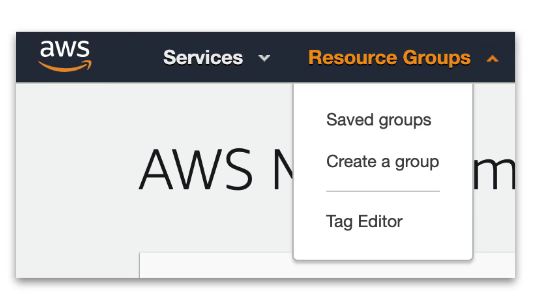 aws
Services
Resource Groups
Saved groups
Create a group
AWS
Tag Editor